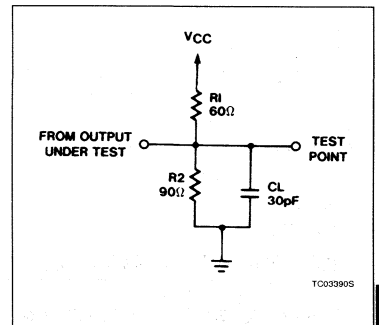 VCC
R1
60Ω
FROM OUTPUT
UNDER TEST
TEST
POINT
R2
90Ω
CL
30pF
TC03390S